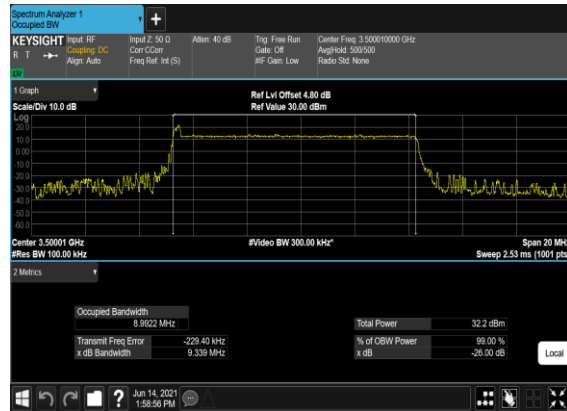 Spectrum Analyzer 1
Occupied BW
+
KEYSIGHT Input: RF Input Z: 50 Ω Atten: 40 dB Trig: Free Run Center Freq: 3.500010000 GHz
R T Coupling: DC Corr CCorr Gate: Off Avg|Hold: 500/500
Align: Auto Freq Ref: Int (S) #IF Gain: Low Radio Std: None
LXI
1 Graph Ref Lvl Offset 4.80 dB
Scale/Div 10.0 dB Ref Value 30.00 dBm
Log
20.0
10.0
0.00
-10.0
-20.0
-30.0
-40.0
-50.0
-60.0
Center 3.50001 GHz #Video BW 300.00 kHz* Span 20 MHz
#Res BW 100.00 kHz Sweep 2.53 ms (1001 pts)
2 Metrics
Occupied Bandwidth
8.9922 MHz Total Power 32.2 dBm
Transmit Freq Error -229.40 kHz % of OBW Power 99.00 %
x dB Bandwidth 9.339 MHz x dB -26.00 dB
Local
? Jun 14, 2021
1:58:56 PM